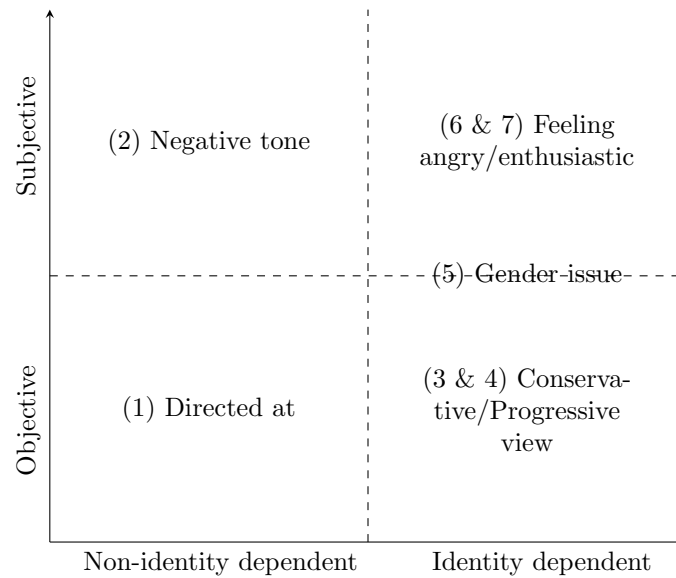 Subjective
(2) Negative tone
(6 & 7) Feeling
angry/enthusiastic
(5) Gender issue
Objective
(1) Directed at
(3 & 4) Conserva-
tive/Progressive
view
Non-identity dependent
Identity dependent